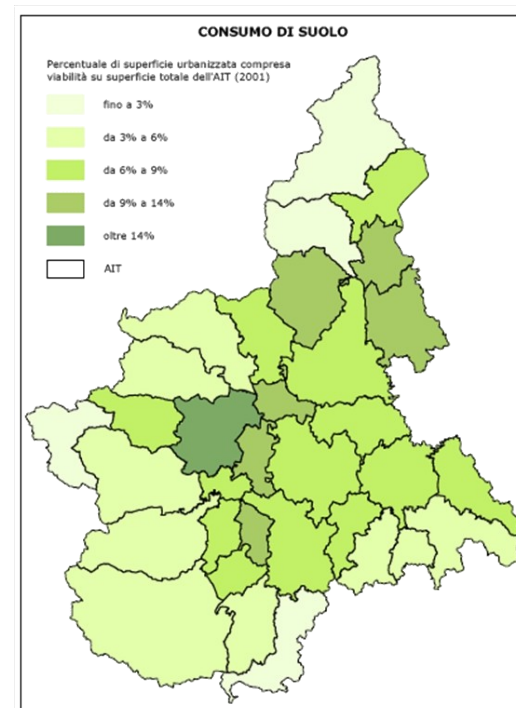 CONSUMO DI SUOLO
Percentuale di superficie urbanizzata compresa
viabilità su superficie totale dell'AIT (2001)
fino a 3%
da 3% a 6%
da 6% a 9%
da 9% a 14%
oltre 14%
AIT